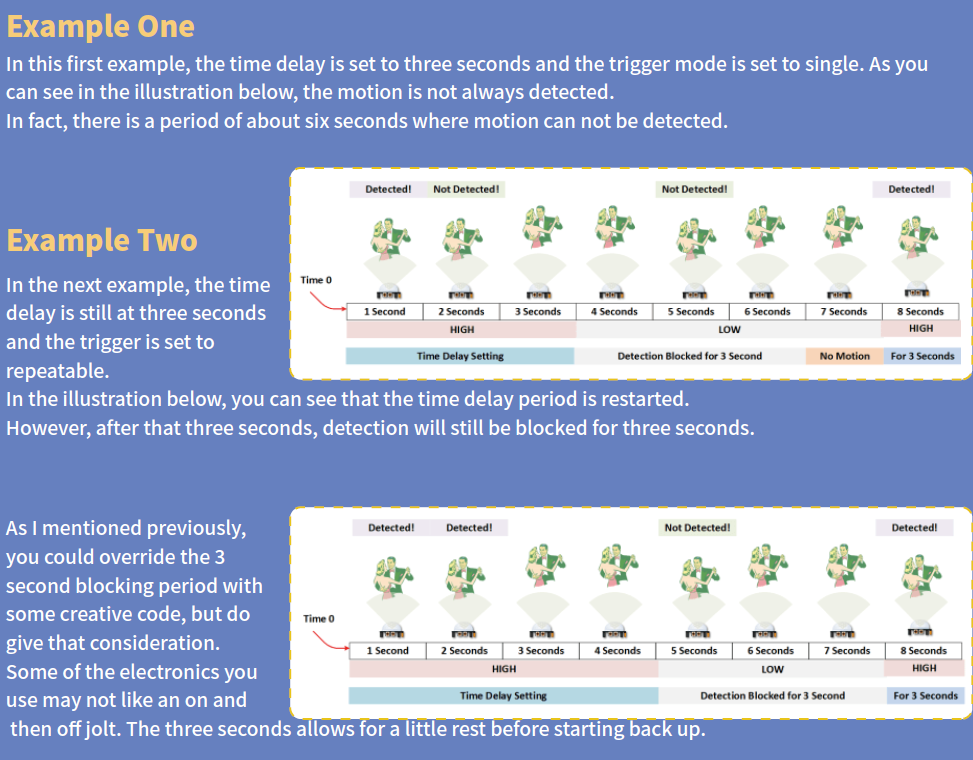 Example One
In this first example, the time delay is set to three seconds and the trigger mode is set to single. As you
can see in the illustration below, the motion is not always detected.
In fact, there is a period of about six seconds where motion can not be detected.
Detected! Not Detected! Not Detected! Detected!
Time 0
1 Second 2 Seconds 3 Seconds 4 Seconds 5 Seconds 6 Seconds 7 Seconds 8 Seconds
HIGH LOW HIGH
Time Delay Setting Detection Blocked for 3 Second No Motion For 3 Seconds
Example Two
In the next example, the time
delay is still at three seconds
and the trigger is set to
repeatable.
In the illustration below, you can see that the time delay period is restarted.
However, after that three seconds, detection will still be blocked for three seconds.
Detected! Detected! Not Detected! Detected!
Time 0
1 Second 2 Seconds 3 Seconds 4 Seconds 5 Seconds 6 Seconds 7 Seconds 8 Seconds
HIGH LOW HIGH
Time Delay Setting Detection Blocked for 3 Second For 3 Seconds
As I mentioned previously,
you could override the 3
second blocking period with
some creative code, but do
give that consideration.
Some of the electronics you
use may not like an on and
then off jolt. The three seconds allows for a little rest before starting back up.